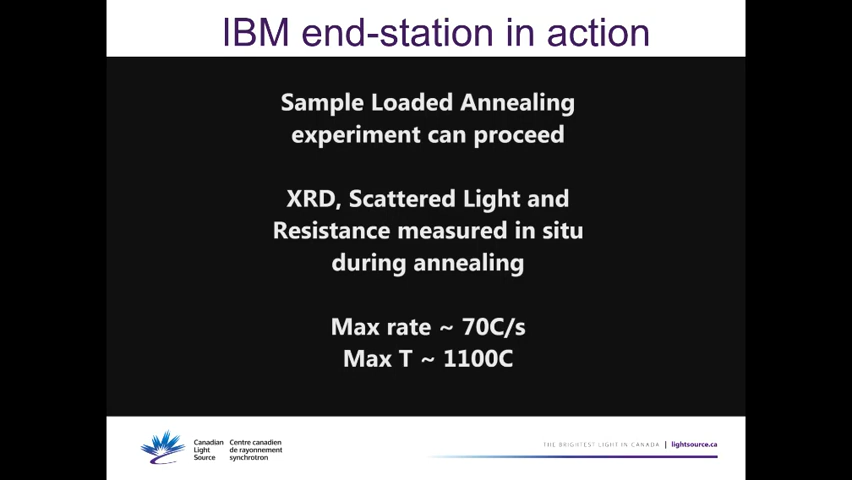 IBM end-station in action
Sample Loaded Annealing
experiment can proceed
XRD, Scattered Light and
Resistance measured in situ
during annealing
Max rate ~ 70C/s
Max T ~ 1100C
Canadian
Light
Source
Centre canadien
de rayonnement
synchrotron
THE BRIGHTEST LIGHT IN CANADA | lightsource.ca